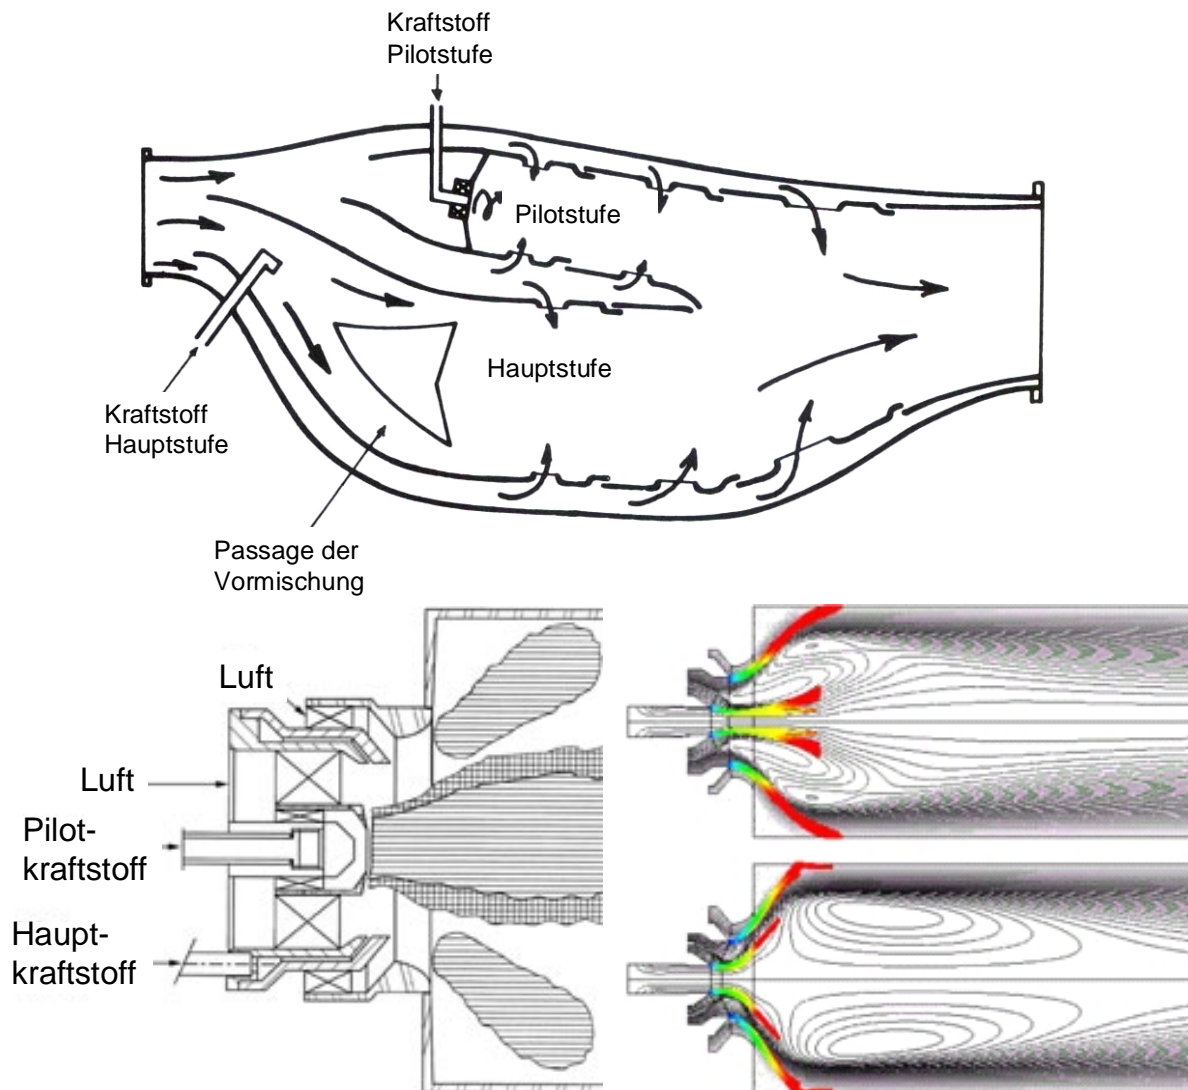 Kraftstoff
Pilotstufe
Pilotstufe
Hauptstufe
Kraftstoff
Hauptstufe
Passage der
Vormischung
Luft
Luft
Pilot-
kraftstoff
Haupt-
kraftstoff